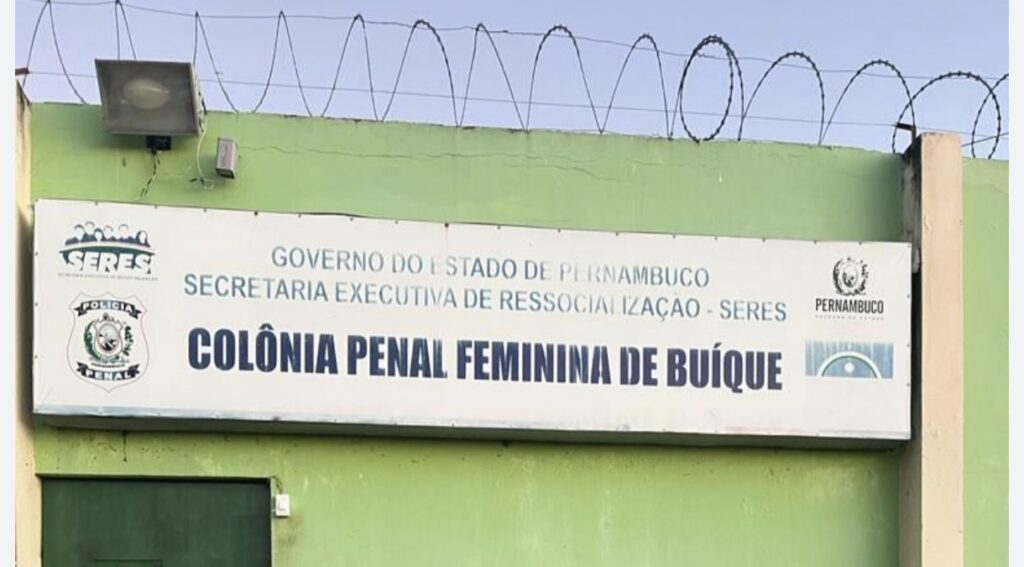 SERES
POLÍCIA
PERNAMBUCO
PENAL
GOVERNO DO ESTADO DE PERNAMBUCO
SECRETARIA EXECUTIVA DE RESSOCIALIZAÇÃO - SERES
COLÔNIA PENAL FEMININA DE BUÍQUE
PERNAMBUCO